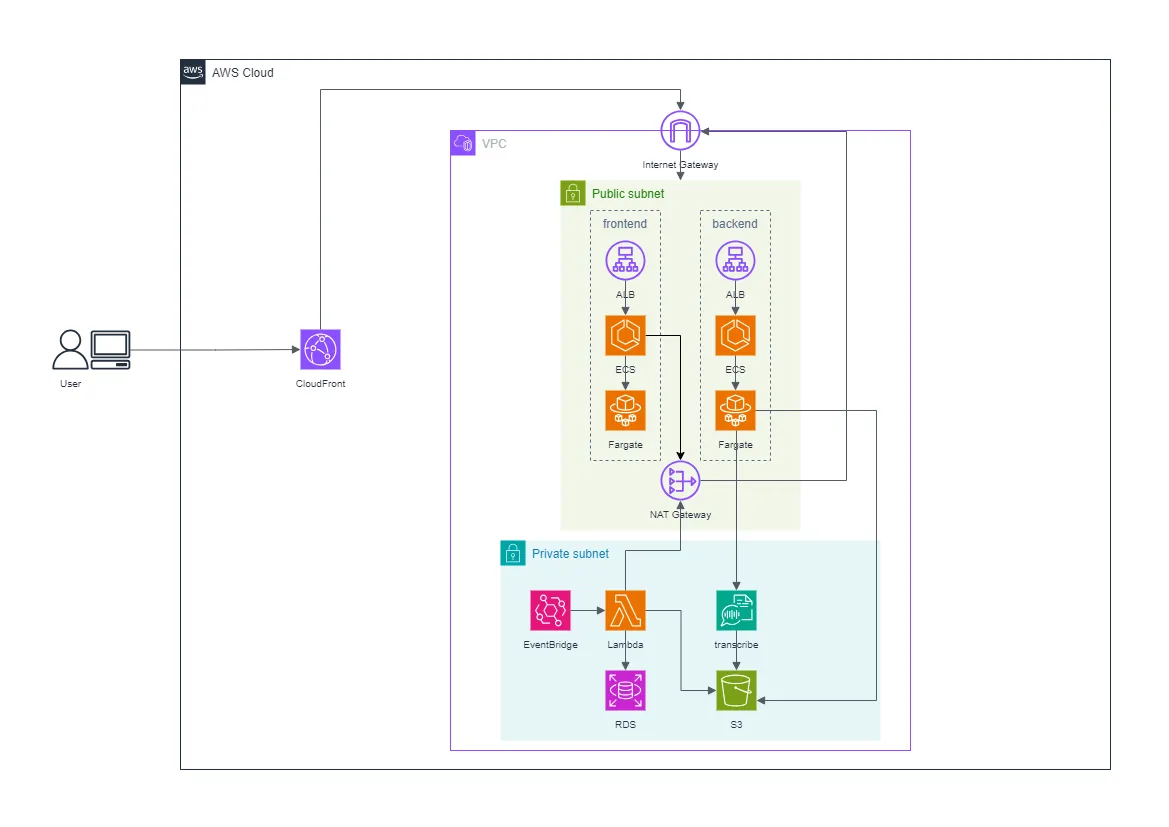 aws
AWS Cloud
VPC
Internet Gateway
Public subnet
frontend
backend
ALB
ALB
ECS
ECS
Fargate
Fargate
User
CloudFront
NAT Gateway
Private subnet
EventBridge
Lambda
transcribe
RDS
S3